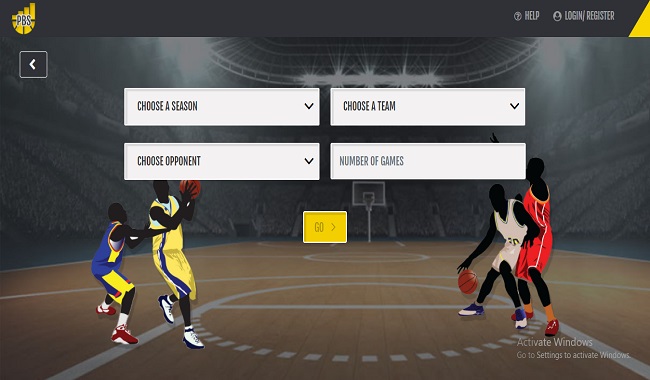 PBS
HELP
LOGIN/ REGISTER
CHOOSE A SEASON
CHOOSE A TEAM
CHOOSE OPPONENT
NUMBER OF GAMES
GO
Activate Windows
Go to Settings to activate Windows.